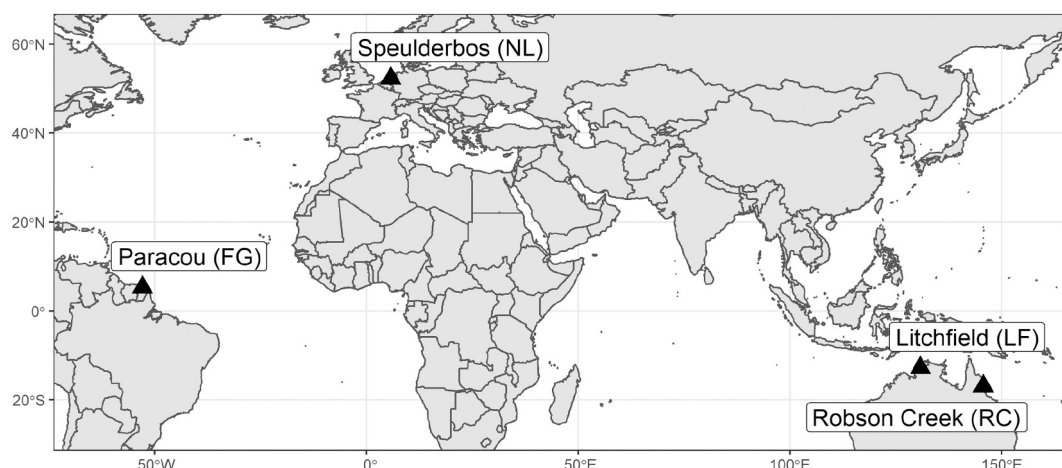 60°N
Speulderbos (NL)
40°N
20°N
Paracou (FG)
0°
Litchfield (LF)
20°S
Robson Creek (RC)
50°W
0°
50°E
100°E
150°E